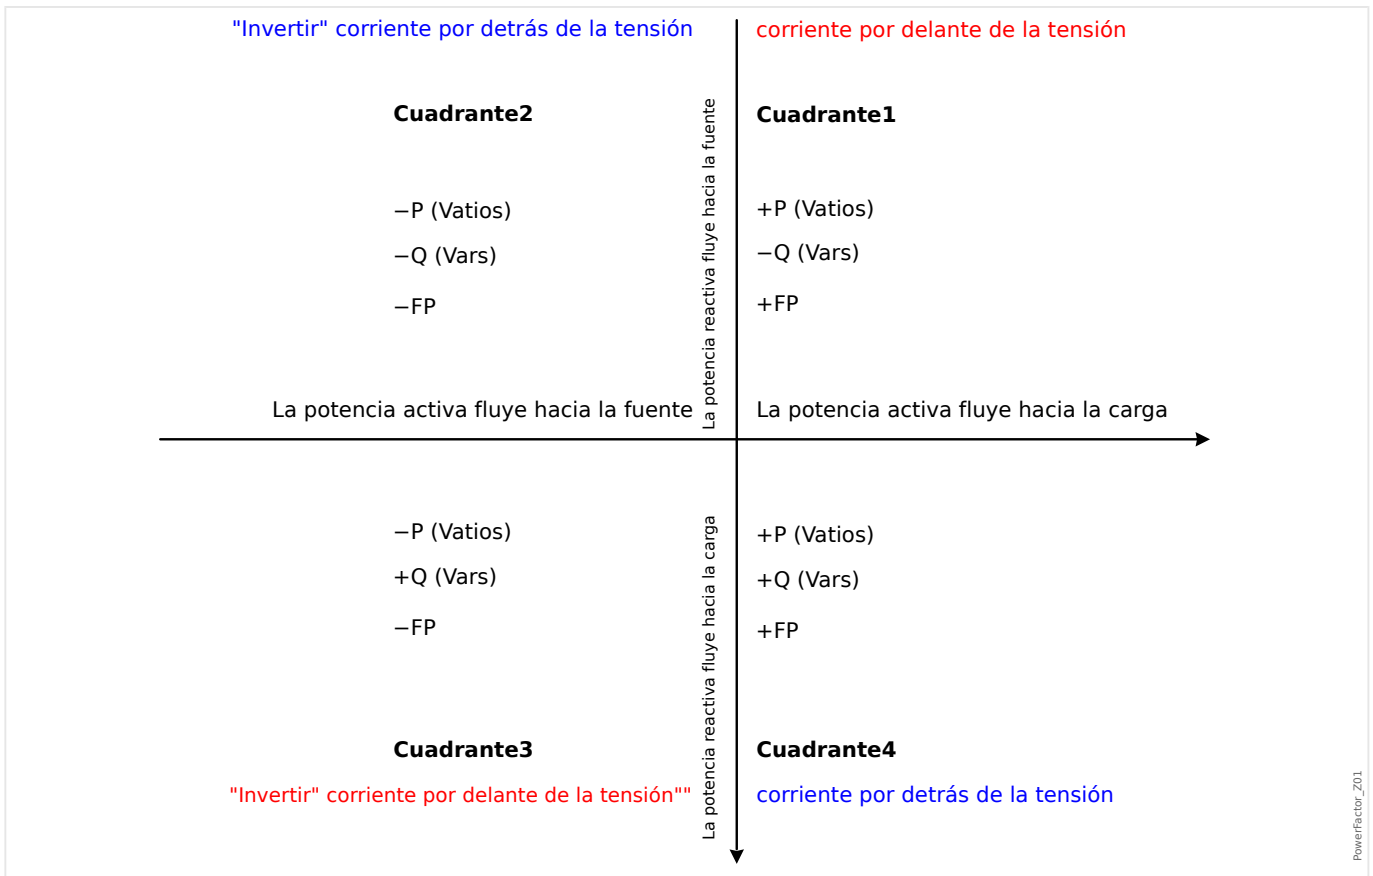 "Invertir" corriente por detrás de la tensión
corriente por delante de la tensión
Cuadrante2
Cuadrante1
−P (Vatios)
−Q (Vars)
−FP
+P (Vatios)
−Q (Vars)
+FP
La potencia reactiva fluye hacia la fuente
La potencia activa fluye hacia la fuente
La potencia activa fluye hacia la carga
−P (Vatios)
+Q (Vars)
−FP
+P (Vatios)
+Q (Vars)
+FP
La potencia reactiva fluye hacia la carga
Cuadrante3
Cuadrante4
"Invertir" corriente por delante de la tensión""
corriente por detrás de la tensión
PowerFactor_Z01